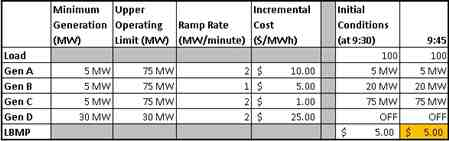 Minimum Generation (MW) Upper Operating Limit (MW) Ramp Rate (MW/minute) Incremental Cost ($/MWh) Initial Conditions (at 9:30) 9:45
Load 100 100
Gen A 5 MW 75 MW 2 $ 10.00 5 MW 5 MW
Gen B 5 MW 75 MW 1 $ 5.00 20 MW 20 MW
Gen C 5 MW 75 MW 2 $ 1.00 75 MW 75 MW
Gen D 30 MW 30 MW 2 $ 25.00 OFF OFF
LBMP $ 5.00 $ 5.00